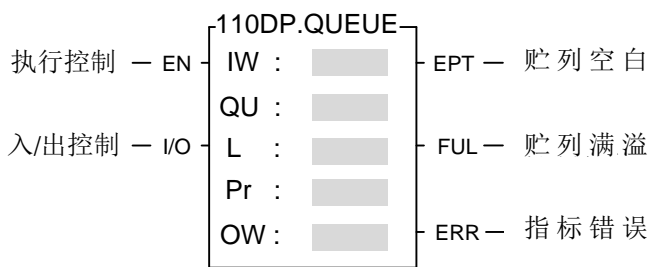 110DP.QUEUE
执行控制 — EN IW : EPT — 贮列空白
QU :
入/出控制 — I/O L : FUL — 贮列满溢
Pr :
OW : ERR — 指标错误